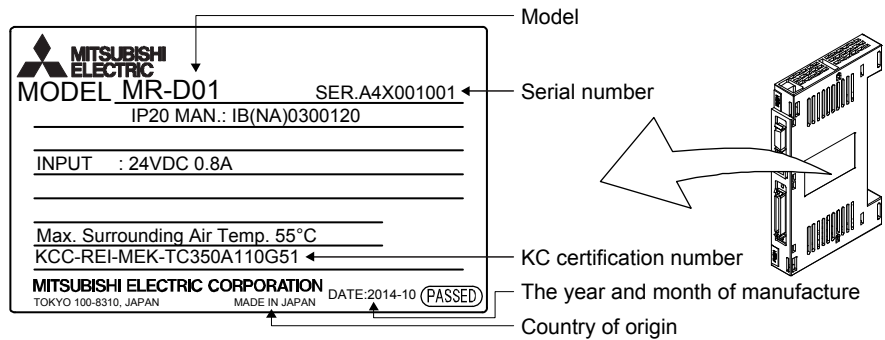 MITSUBISHI
ELECTRIC
MODEL MR-D01 SER.A4X001001
IP20 MAN.: IB(NA)0300120
INPUT : 24VDC 0.8A
Max. Surrounding Air Temp. 55°C
KCC-REI-MEK-TC350A110G51
MITSUBISHI ELECTRIC CORPORATION
TOKYO 100-8310, JAPAN MADE IN JAPAN DATE:2014-10 PASSED
Model
Serial number
KC certification number
The year and month of manufacture
Country of origin